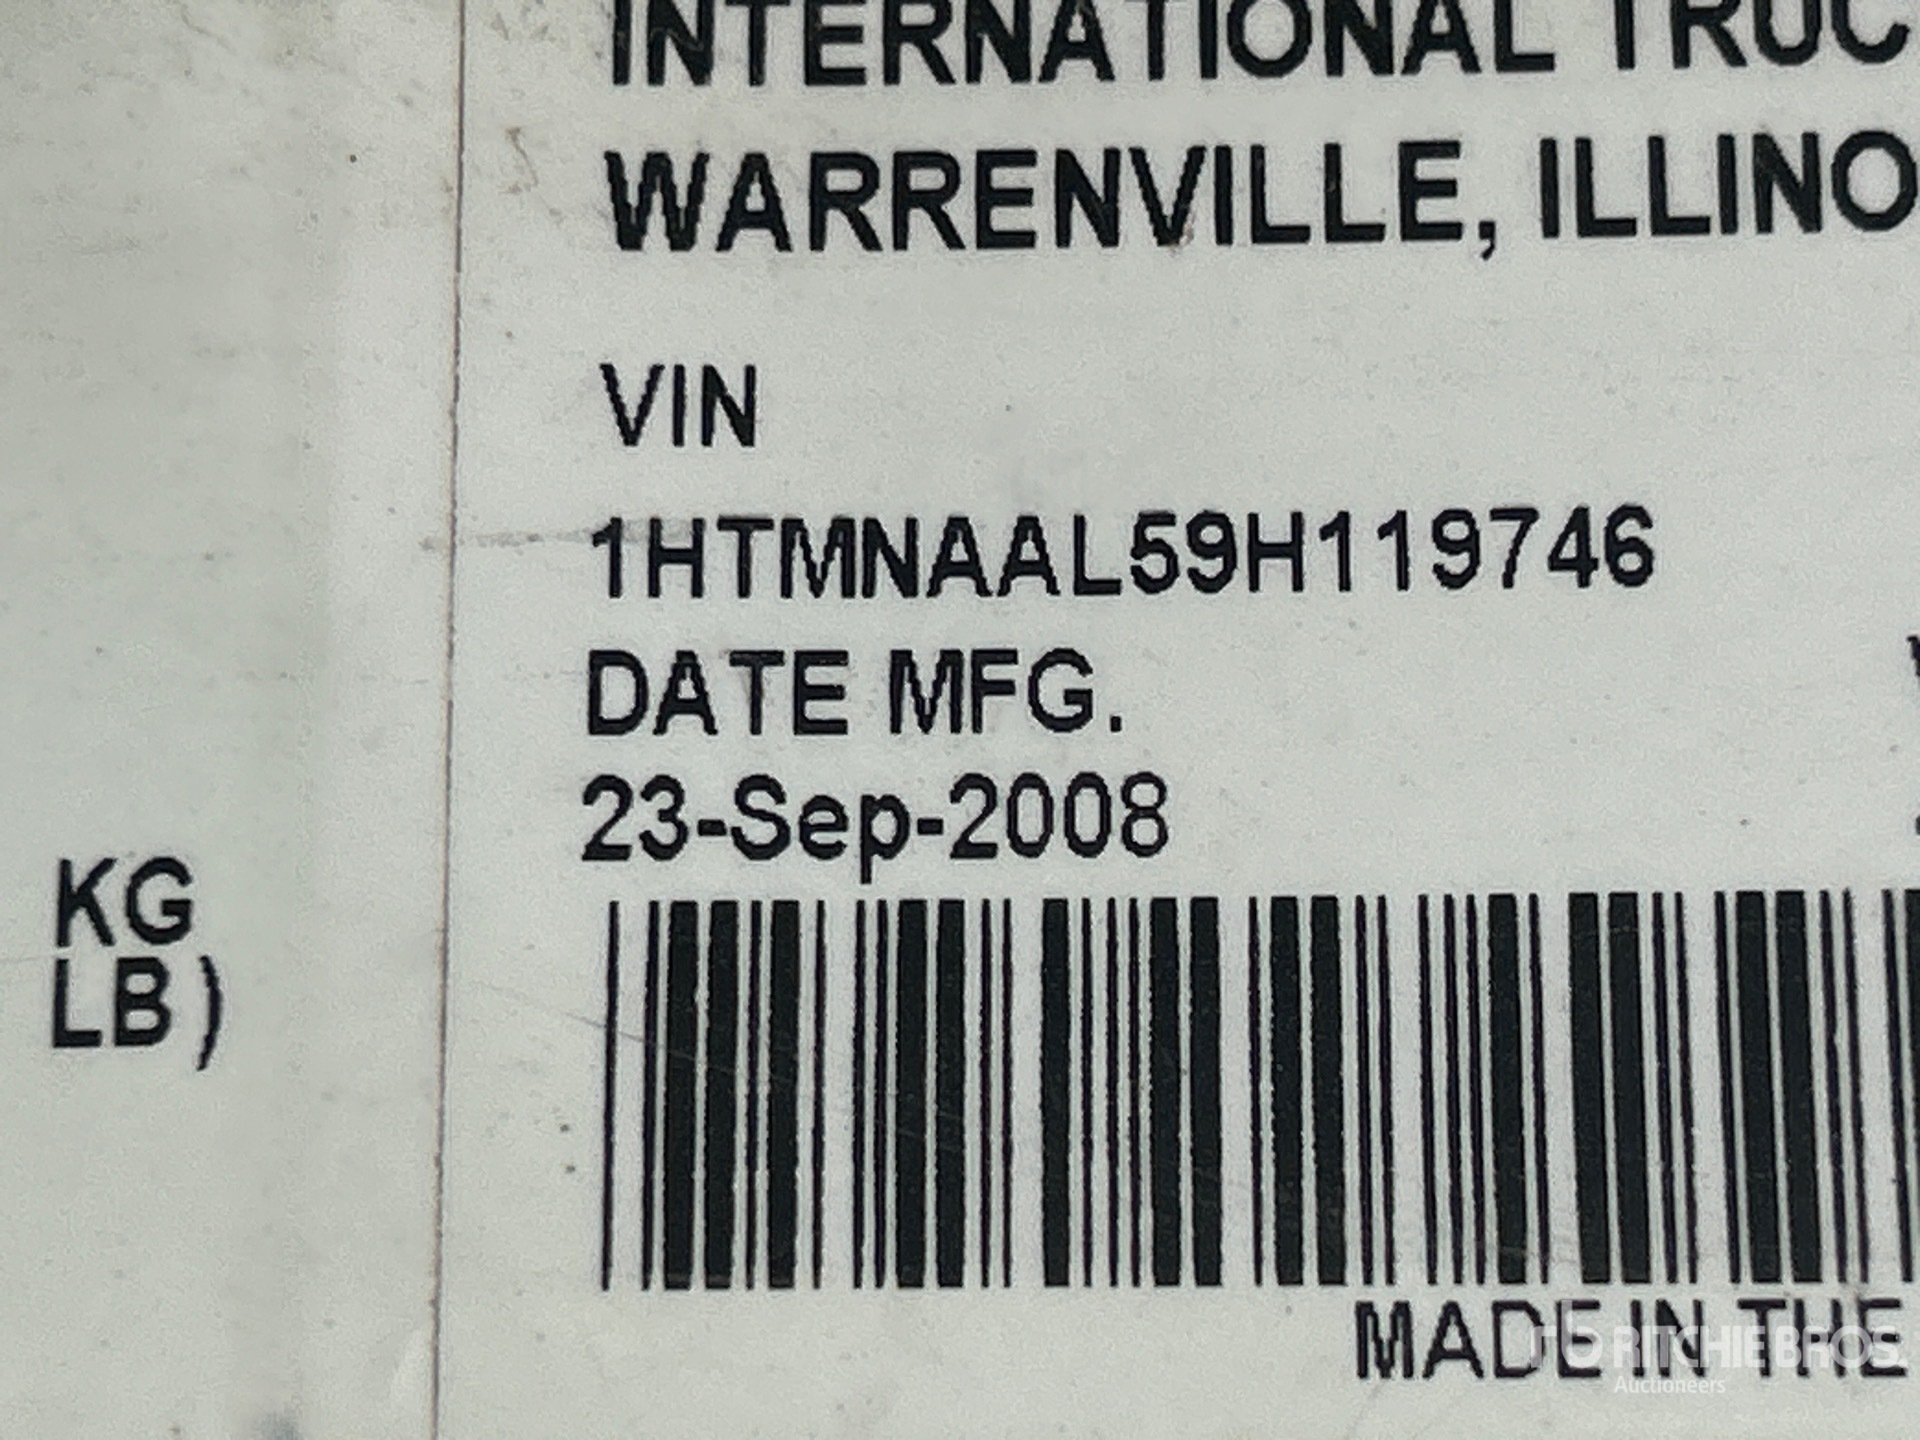 INTERNATIONAL TRUC
WARRENVILLE, ILLINO
VIN
1HTMNAAL59H119746
DATE MFG.
23-Sep-2008
KG
LB)
MADE IN THE
rb RITCHIE BROS
Auctioneers